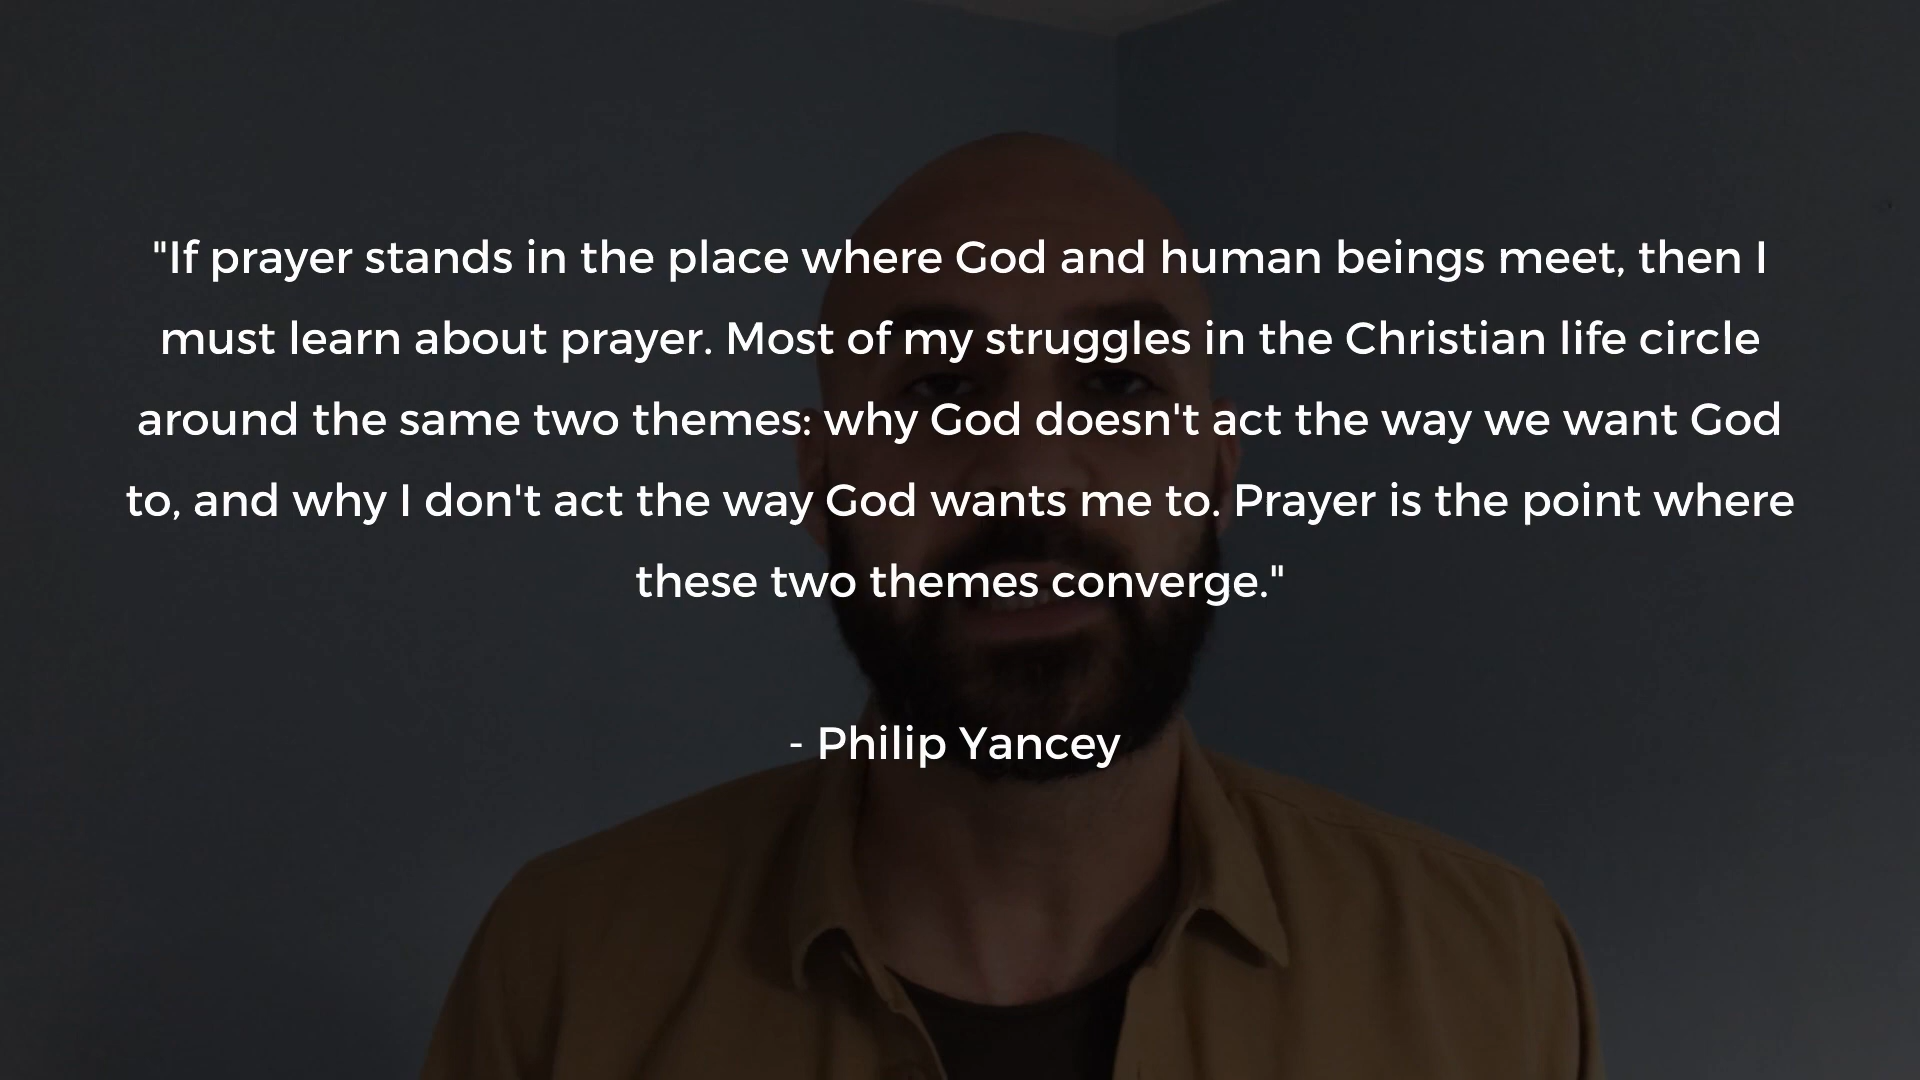 "If prayer stands in the place where God and human beings meet, then I
must learn about prayer. Most of my struggles in the Christian life circle
around the same two themes: why God doesn't act the way we want God
to, and why I don't act the way God wants me to. Prayer is the point where
these two themes converge."
- Philip Yancey